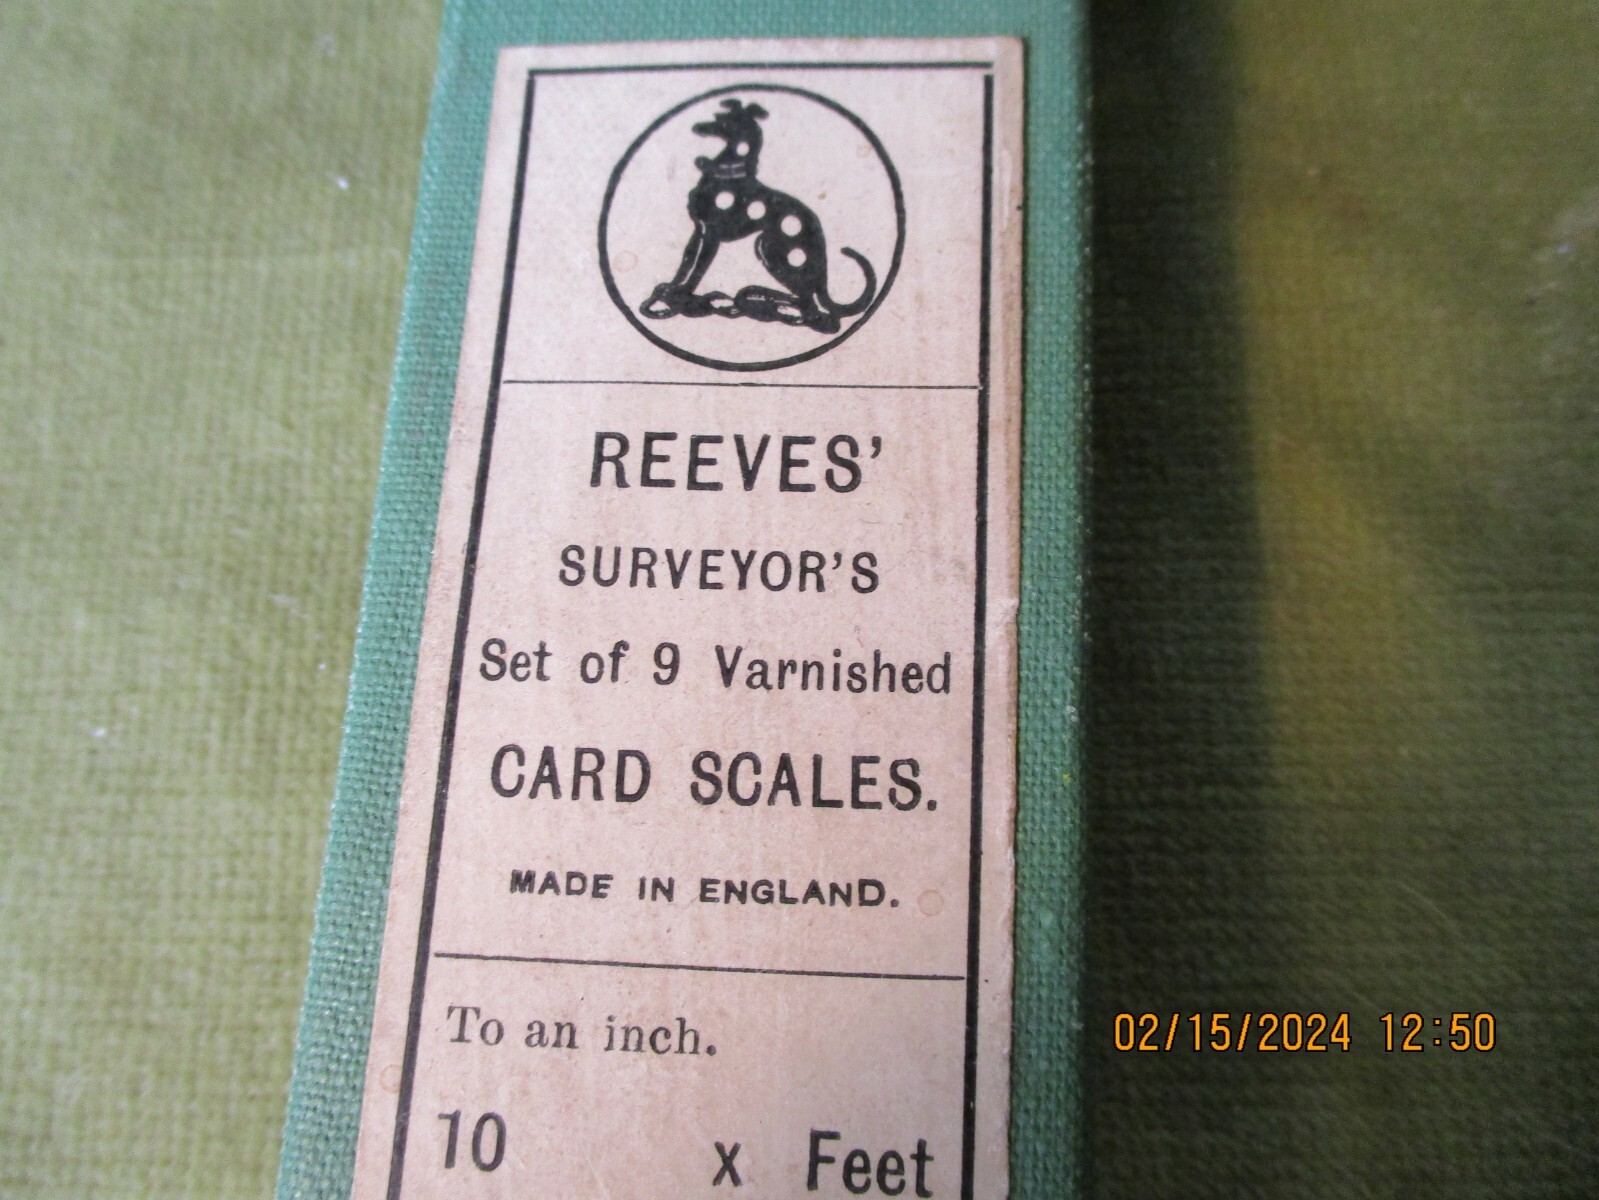 REEVES'
SURVEYOR'S
Set of 9 Varnished
CARD SCALES.
MADE IN ENGLAND.
To an inch.
10 x Feet
02/15/2024 12:50